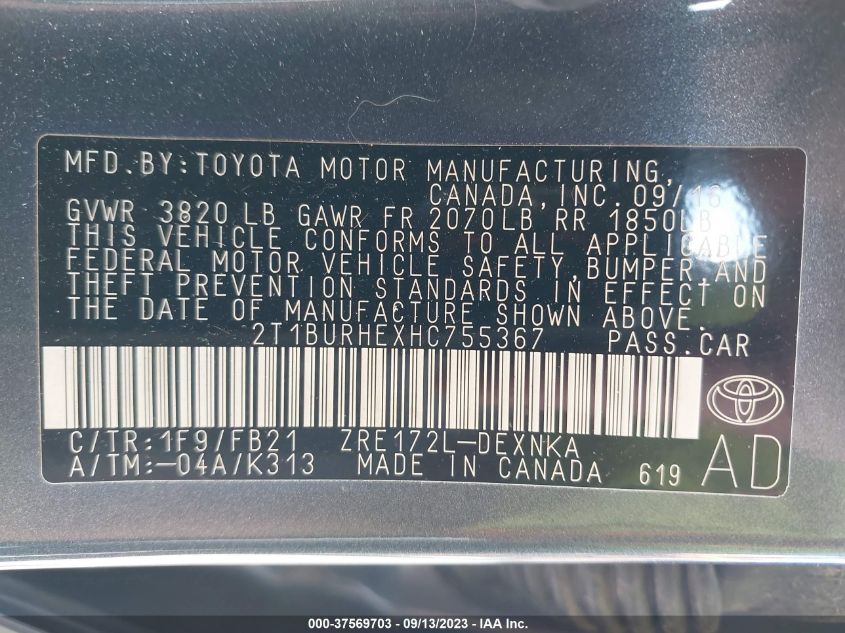 MFD.BY:TOYOTA MOTOR MANUFACTURING,
CANADA,INC. 09/16
GVWR 3820 LB GAWR FR 2070LB RR 1850LB
THIS VEHICLE CONFORMS TO ALL APPLICABLE
FEDERAL MOTOR VEHICLE SAFETY,BUMPER,AND
THEFT PREVENTION STANDARDS IN EFFECT ON
THE DATE OF MANUFACTURE SHOWN ABOVE.
2T1BURHEXHC755367 PASS.CAR
C/TR:1F9/FB21 ZRE172L-DEXNKA
A/TM:-04A/K313 MADE IN CANADA 619 AD
000-37569703 - 09/13/2023 - IAA Inc.